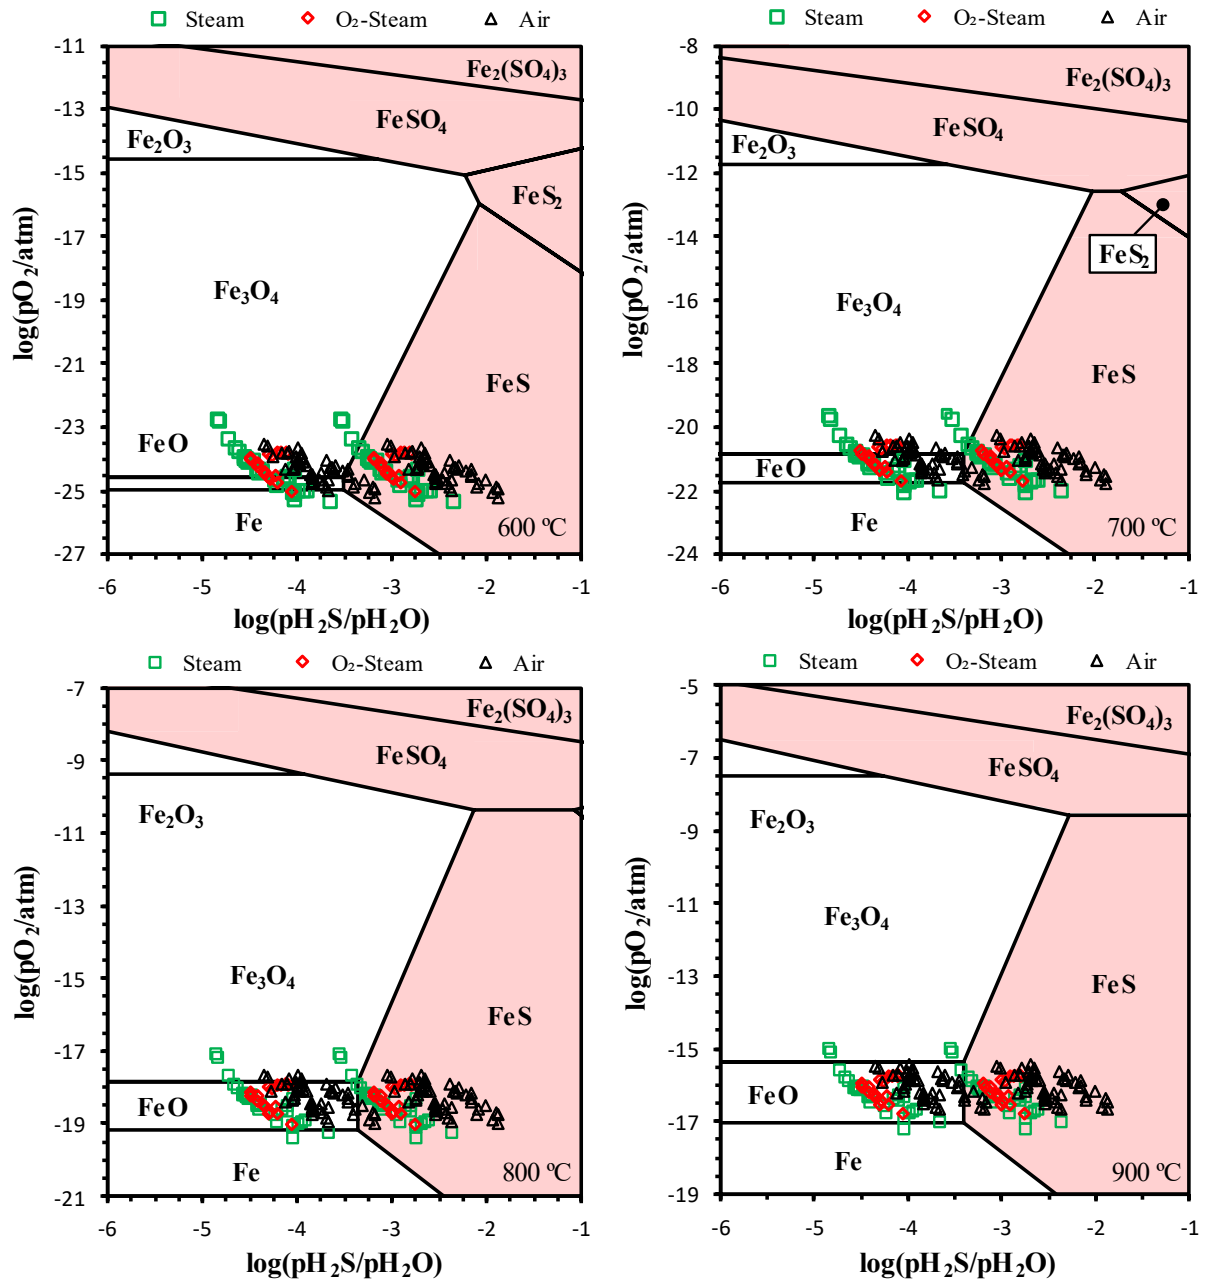 Steam O₂-Steam Air
-11
-13
-15
-17
-19
-21
-23
-25
-27
log(pO₂/atm)
Fe₂(SO₄)₃
FeSO₄
Fe₂O₃
FeS₂
Fe₃O₄
FeS
FeO
Fe
600 ºC
-6 -5 -4 -3 -2 -1
log(pH₂S/pH₂O)
Steam O₂-Steam Air
-8
-10
-12
-14
-16
-18
-20
-22
-24
log(pO₂/atm)
Fe₂(SO₄)₃
FeSO₄
Fe₂O₃
FeS₂
Fe₃O₄
FeS
FeO
Fe
700 ºC
-6 -5 -4 -3 -2 -1
log(pH₂S/pH₂O)
Steam O₂-Steam Air
-7
-9
-11
-13
-15
-17
-19
-21
log(pO₂/atm)
Fe₂(SO₄)₃
FeSO₄
Fe₂O₃
Fe₃O₄
FeS
FeO
Fe
800 ºC
-6 -5 -4 -3 -2 -1
log(pH₂S/pH₂O)
Steam O₂-Steam Air
-5
-7
-9
-11
-13
-15
-17
-19
log(pO₂/atm)
Fe₂(SO₄)₃
FeSO₄
Fe₂O₃
Fe₃O₄
FeS
FeO
Fe
900 ºC
-6 -5 -4 -3 -2 -1
log(pH₂S/pH₂O)